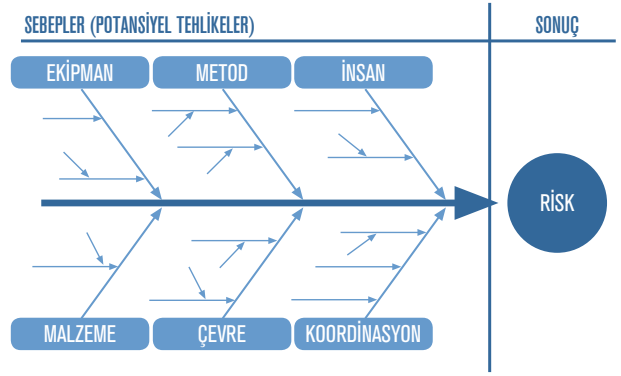 SEBEPLER (POTANSİYEL TEHLİKELER)
SONUÇ
EKİPMAN
METOD
İNSAN
RİSK
MALZEME
ÇEVRE
KOORDİNASYON